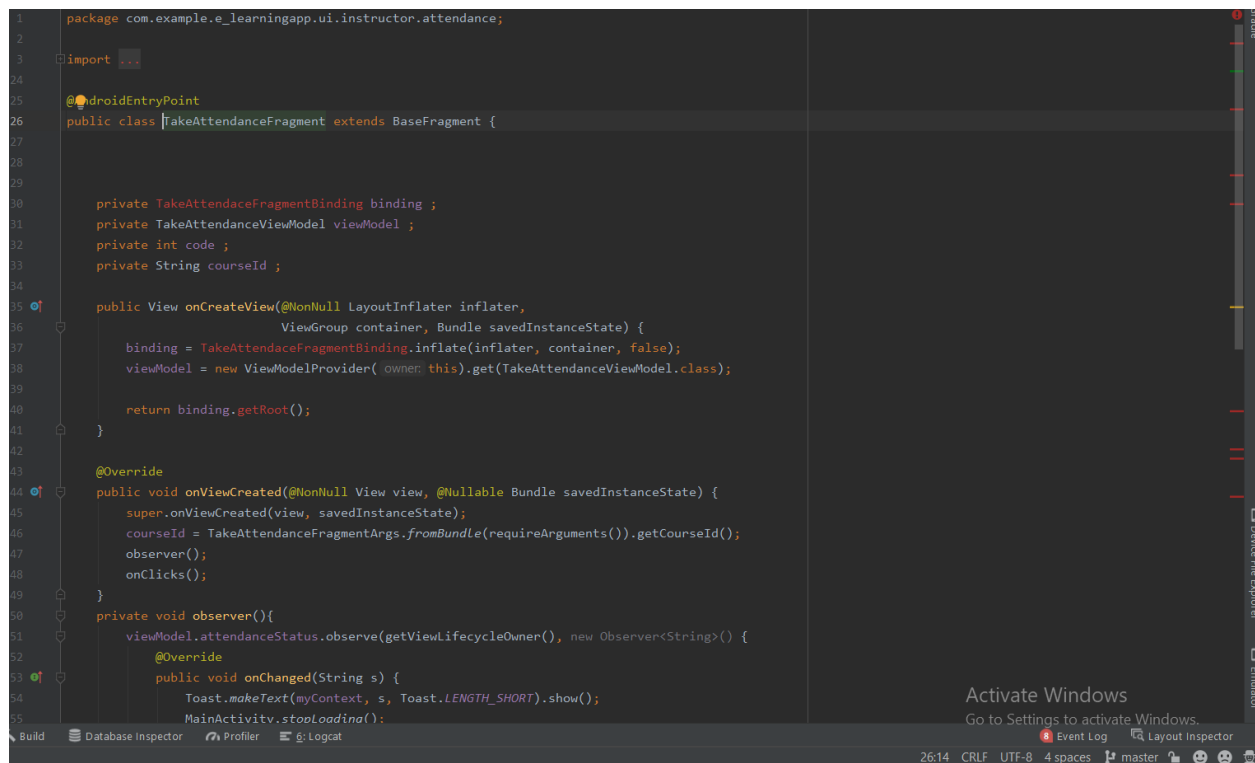 1 package com.example.e_learningapp.ui.instructor.attendance;
2
3 import ...
24
25 @AndroidEntryPoint
26 public class TakeAttendanceFragment extends BaseFragment {
27
28
29
30 private TakeAttendaceFragmentBinding binding ;
31 private TakeAttendanceViewModel viewModel ;
32 private int code ;
33 private String courseId ;
34
35 public View onCreateView(@NonNull LayoutInflater inflater,
36 ViewGroup container, Bundle savedInstanceState) {
37 binding = TakeAttendaceFragmentBinding.inflate(inflater, container, false);
38 viewModel = new ViewModelProvider( owner: this).get(TakeAttendanceViewModel.class);
39
40 return binding.getRoot();
41 }
42
43 @Override
44 public void onViewCreated(@NonNull View view, @Nullable Bundle savedInstanceState) {
45 super.onViewCreated(view, savedInstanceState);
46 courseId = TakeAttendanceFragmentArgs.fromBundle(requireArguments()).getCourseId();
47 observer();
48 onClicks();
49 }
50 private void observer(){
51 viewModel.attendanceStatus.observe(getViewLifecycleOwner(), new Observer<String>() {
52 @Override
53 public void onChanged(String s) {
54 Toast.makeText(myContext, s, Toast.LENGTH_SHORT).show();
55 MainActivity.stopLoading();
Device File Explorer
Emulator
Activate Windows
Go to Settings to activate Windows.
Build Database Inspector Profiler 6: Logcat 8 Event Log Layout Inspector
26:14 CRLF UTF-8 4 spaces master